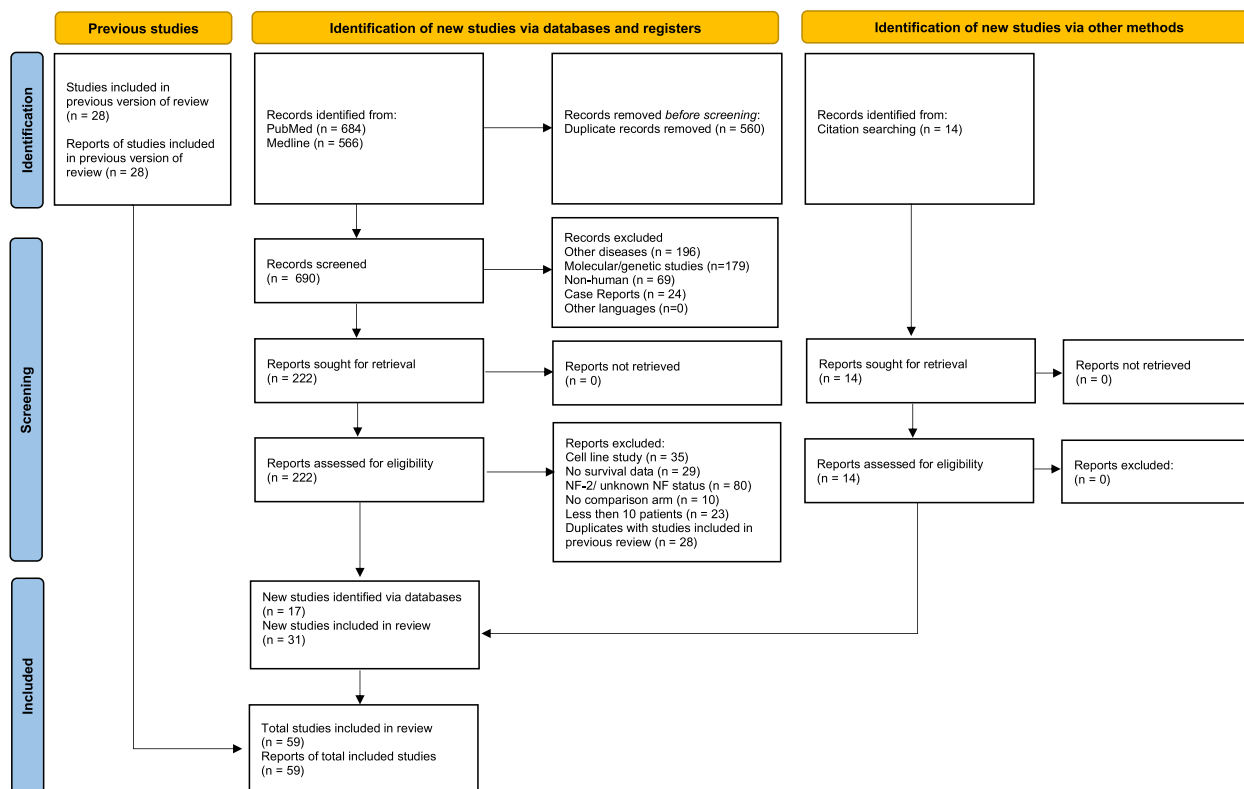 Previous studies
Identification of new studies via databases and registers
Identification of new studies via other methods
Identification
Studies included in
previous version of review
(n = 28)
Reports of studies included
in previous version of
review (n = 28)
Records identified from:
PubMed (n = 684)
Medline (n = 566)
Records removed before screening:
Duplicate records removed (n = 560)
Records identified from:
Citation searching (n = 14)
Screening
Records screened
(n = 690)
Records excluded
Other diseases (n = 196)
Molecular/genetic studies (n=179)
Non-human (n = 69)
Case Reports (n = 24)
Other languages (n=0)
Reports sought for retrieval
(n = 222)
Reports not retrieved
(n = 0)
Reports sought for retrieval
(n = 14)
Reports not retrieved
(n = 0)
Reports assessed for eligibility
(n = 222)
Reports excluded:
Cell line study (n = 35)
No survival data (n = 29)
NF-2/ unknown NF status (n = 80)
No comparison arm (n = 10)
Less then 10 patients (n = 23)
Duplicates with studies included in
previous review (n = 28)
Reports assessed for eligibility
(n = 14)
Reports excluded:
(n = 0)
Included
New studies identified via databases
(n = 17)
New studies included in review
(n = 31)
Total studies included in review
(n = 59)
Reports of total included studies
(n = 59)